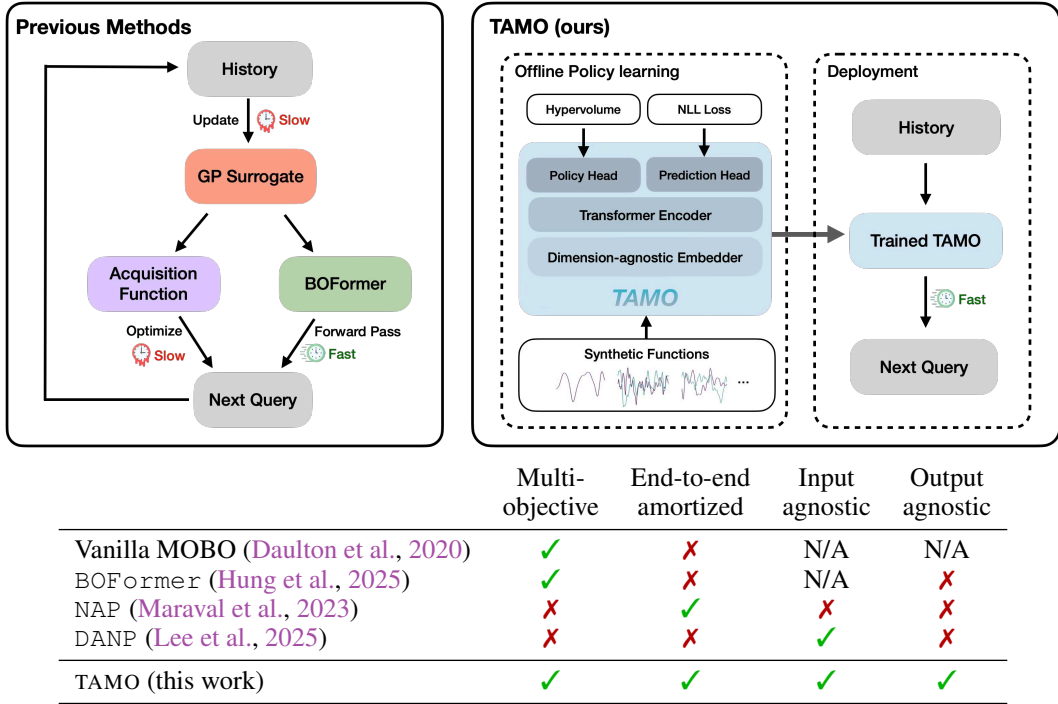 Previous Methods
History
Update
Slow
GP Surrogate
Acquisition
Function
BOFormer
Optimize
Slow
Forward Pass
Fast
Next Query
TAMO (ours)
Offline Policy learning
Hypervolume
NLL Loss
Policy Head
Prediction Head
Transformer Encoder
Dimension-agnostic Embedder
TAMO
Synthetic Functions
...
Deployment
History
Trained TAMO
Fast
Next Query
Multi-objective End-to-end amortized Input agnostic Output agnostic
Vanilla MOBO (Daulton et al., 2020) ✓ ✗ N/A N/A
BOFormer (Hung et al., 2025) ✓ ✗ N/A ✗
NAP (Maraval et al., 2023) ✗ ✓ ✗ ✗
DANP (Lee et al., 2025) ✗ ✗ ✓ ✗
TAMO (this work) ✓ ✓ ✓ ✓